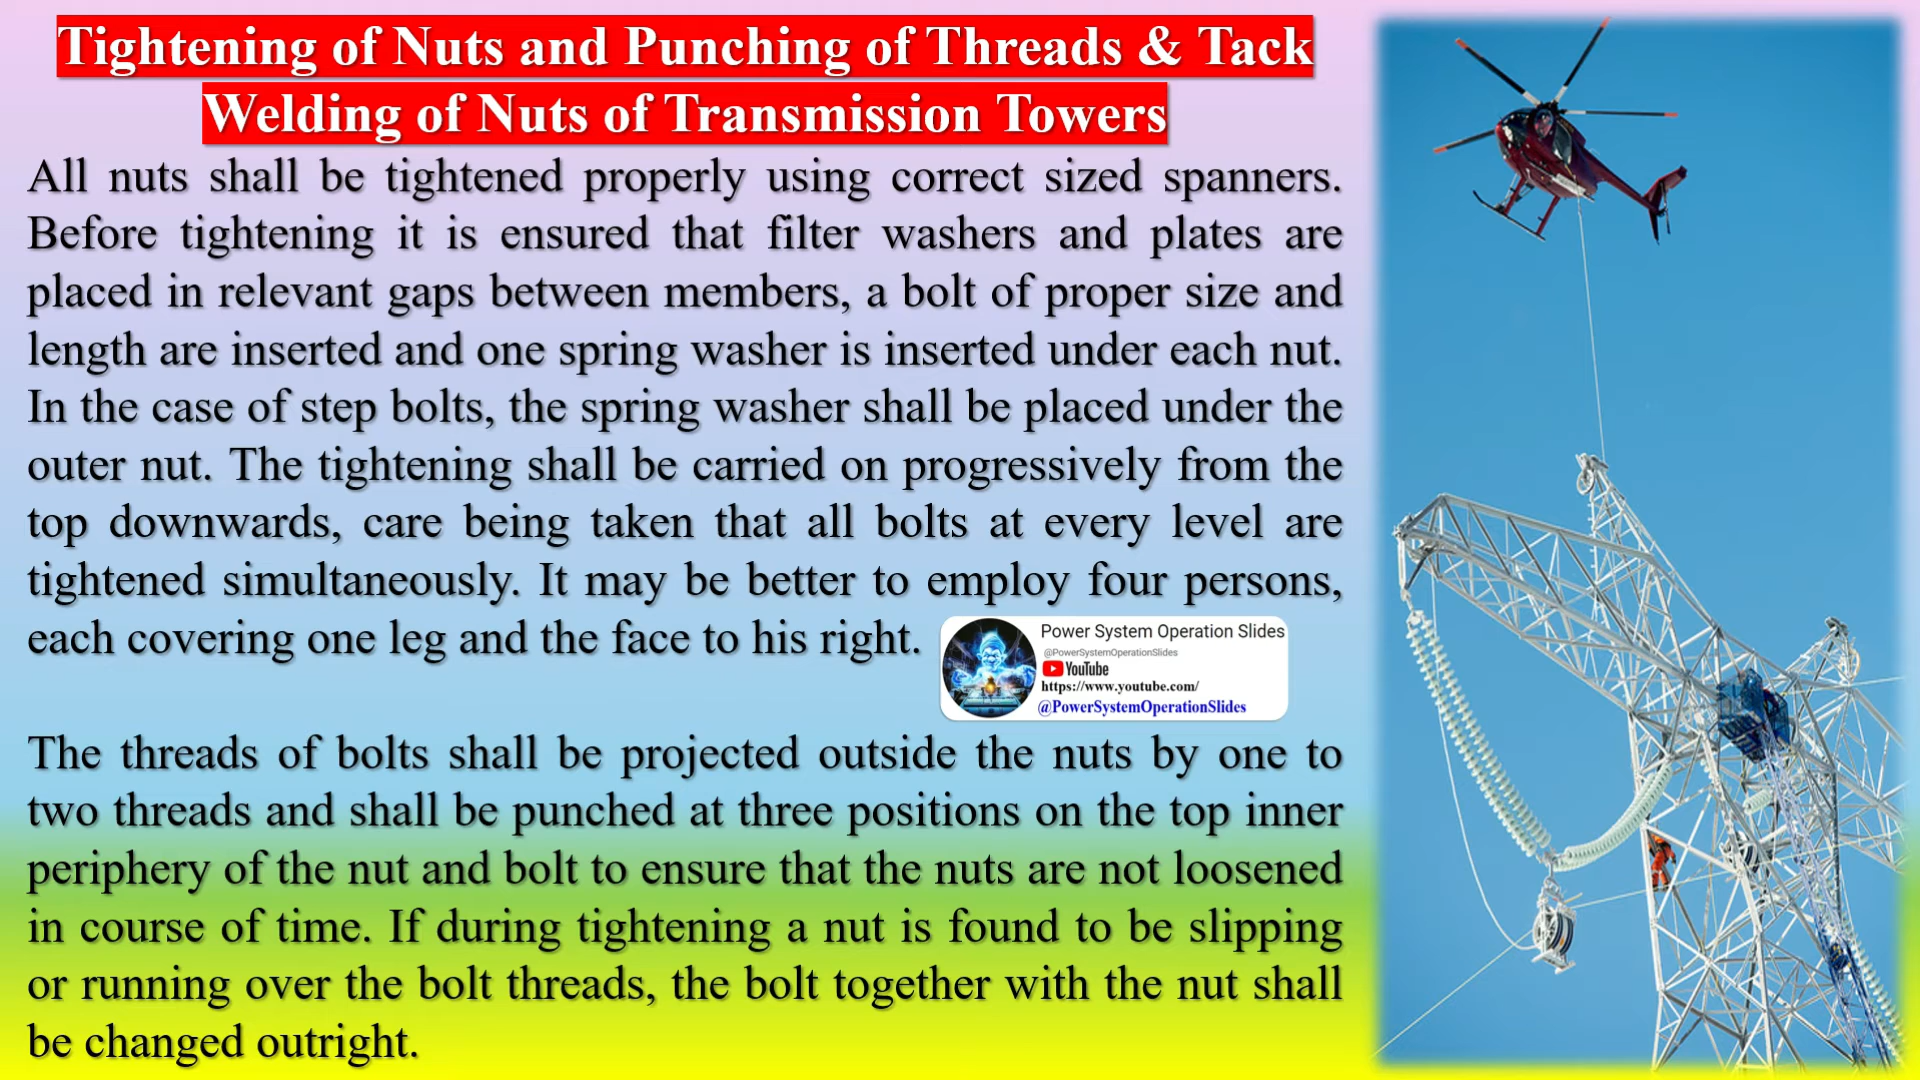 Tightening of Nuts and Punching of Threads & Tack
Welding of Nuts of Transmission Towers
All nuts shall be tightened properly using correct sized spanners.
Before tightening it is ensured that filter washers and plates are
placed in relevant gaps between members, a bolt of proper size and
length are inserted and one spring washer is inserted under each nut.
In the case of step bolts, the spring washer shall be placed under the
outer nut. The tightening shall be carried on progressively from the
top downwards, care being taken that all bolts at every level are
tightened simultaneously. It may be better to employ four persons,
each covering one leg and the face to his right.
Power System Operation Slides
@PowerSystemOperationSlides
YouTube
https://www.youtube.com/
@PowerSystemOperationSlides
The threads of bolts shall be projected outside the nuts by one to
two threads and shall be punched at three positions on the top inner
periphery of the nut and bolt to ensure that the nuts are not loosened
in course of time. If during tightening a nut is found to be slipping
or running over the bolt threads, the bolt together with the nut shall
be changed outright.